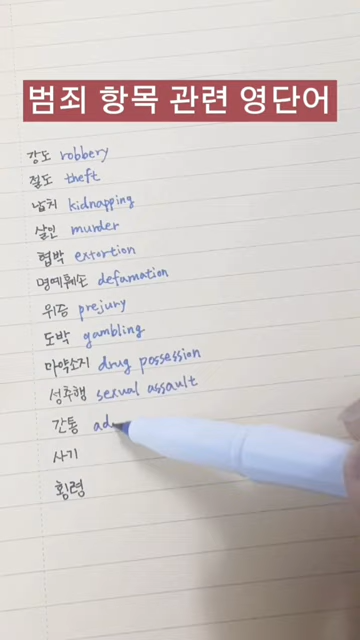 범죄 항목 관련 영단어
강도 robbery
절도 theft
납치 kidnapping
살인 murder
협박 extortion
명예훼손 defamation
위증 prejury
도박 gambling
마약소지 drug possession
성추행 sexual assault
간통 ad
사기
횡령